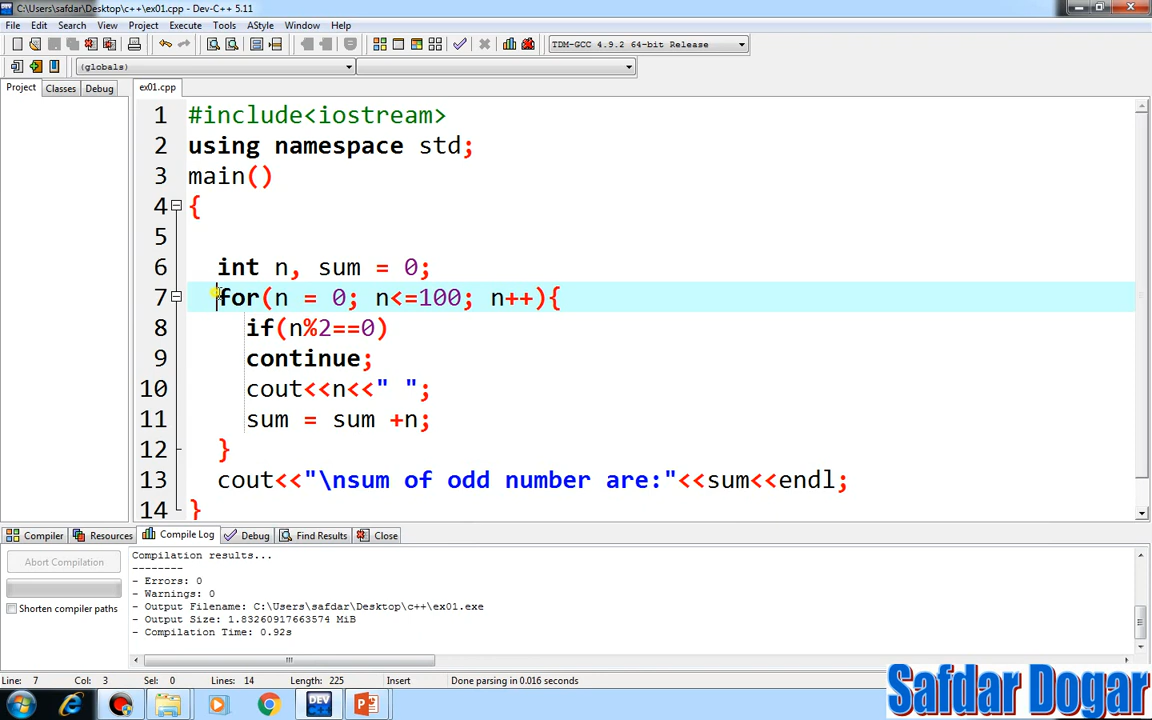 C:\Users\safdar\Desktop\c++\ex01.cpp - Dev-C++ 5.11
File Edit Search View Project Execute Tools AStyle Window Help
TDM-GCC 4.9.2 64-bit Release
(globals)
Project Classes Debug ex01.cpp
1 #include<iostream>
2 using namespace std;
3 main()
4 {
5
6 int n, sum = 0;
7 for(n = 0; n<=100; n++){
8 if(n%2==0)
9 continue;
10 cout<<n<<" ";
11 sum = sum +n;
12 }
13 cout<<"\nsum of odd number are:"<<sum<<endl;
14 }
Compiler Resources Compile Log Debug Find Results Close
Abort Compilation
Shorten compiler paths
Compilation results...
--------
- Errors: 0
- Warnings: 0
- Output Filename: C:\Users\safdar\Desktop\c++\ex01.exe
- Output Size: 1.83260917663574 MiB
- Compilation Time: 0.92s
Line: 7 Col: 3 Sel: 0 Lines: 14 Length: 225 Insert Done parsing in 0.016 seconds
DEV
Safdar Dogar